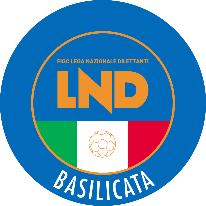 FIGC LEGA NAZIONALE DILETTANTI
LND
BASILICATA